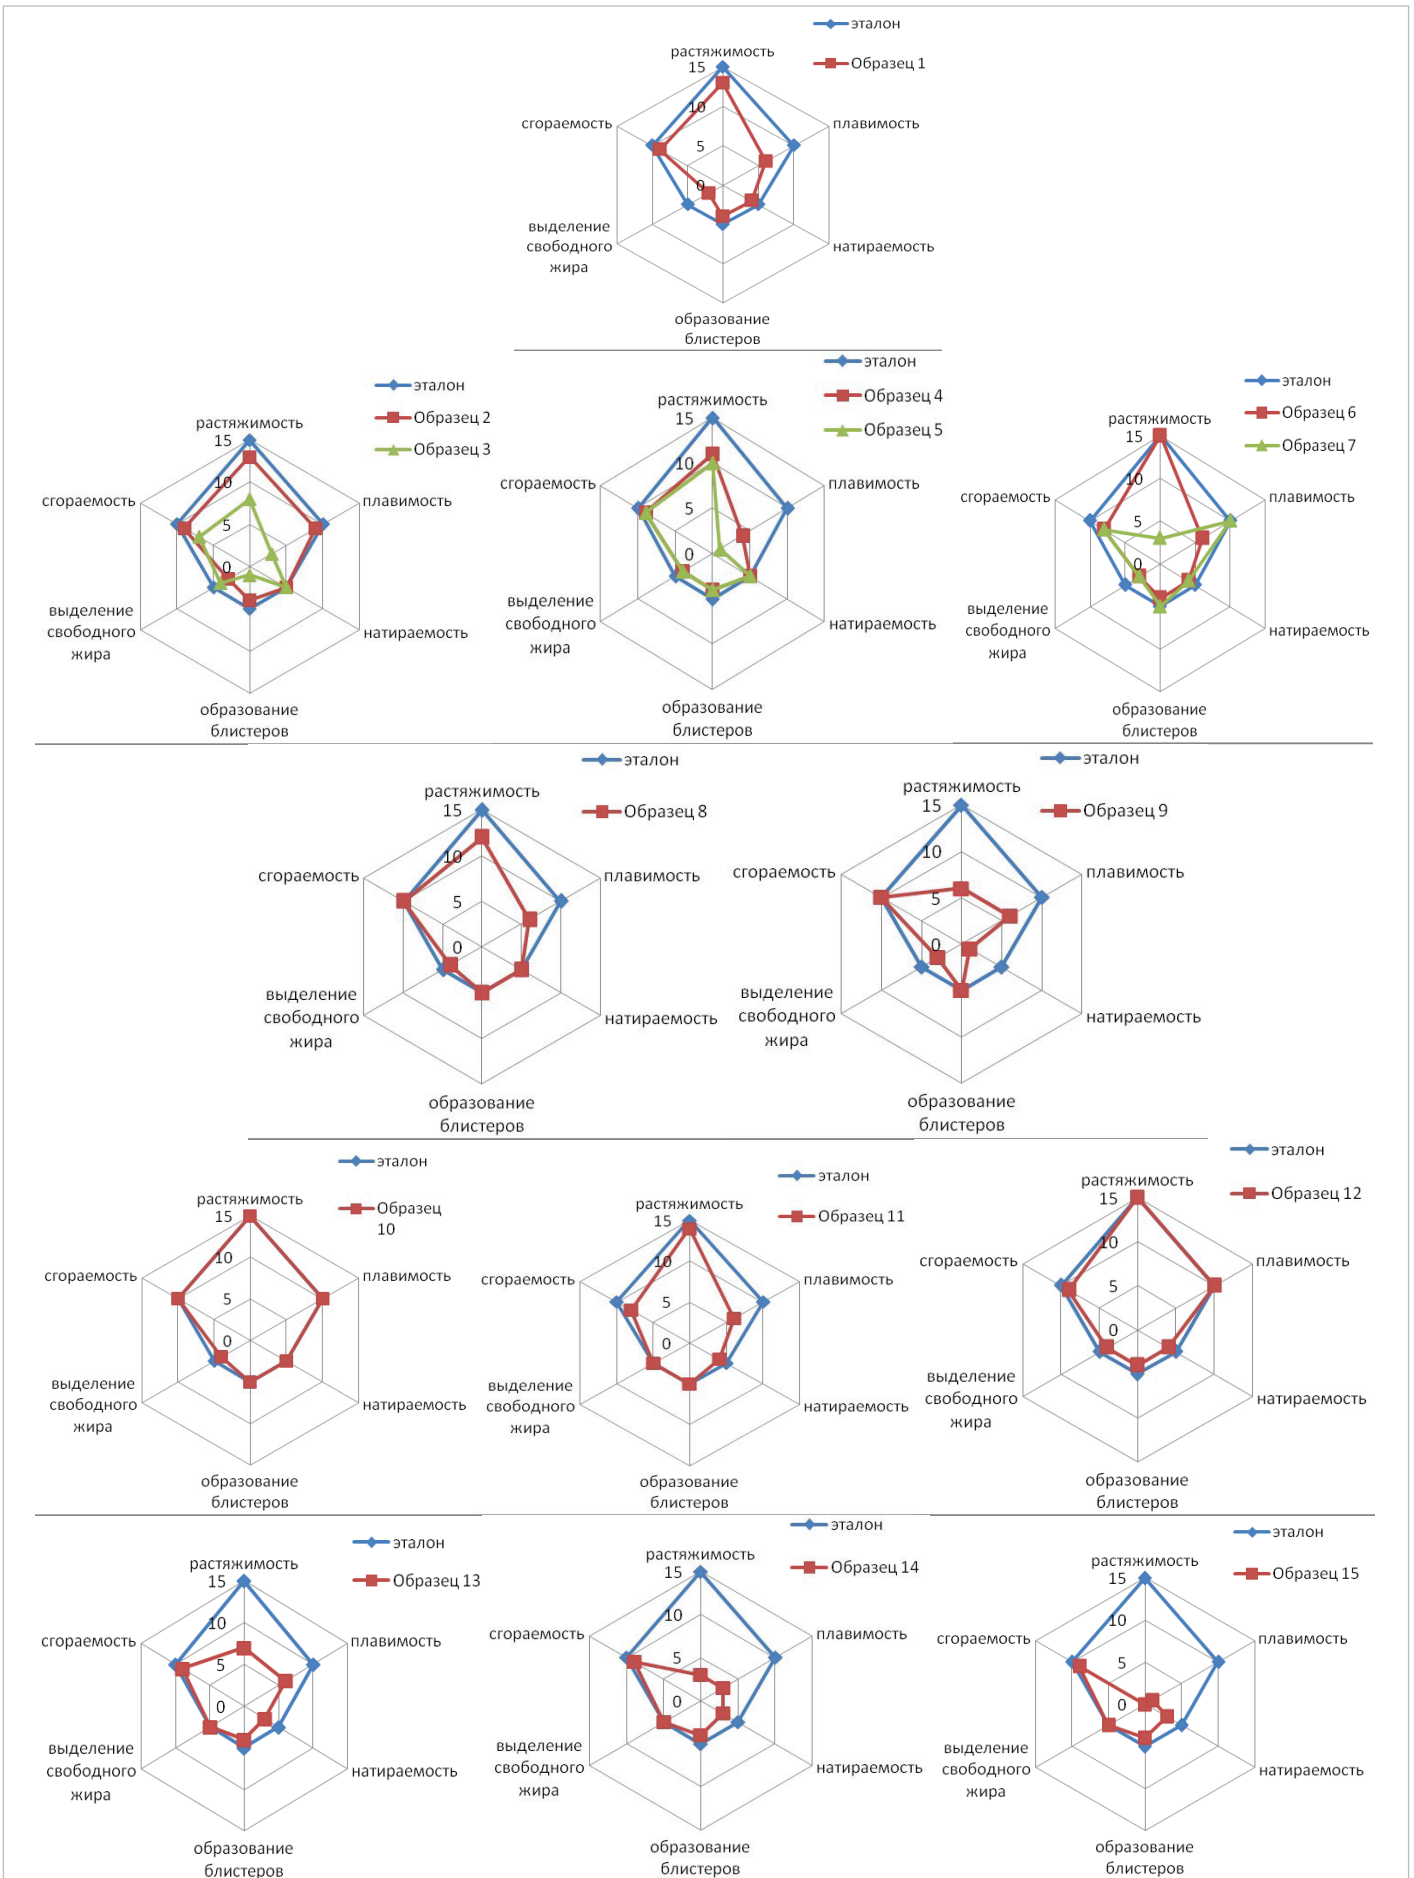 эталон
Образец 1
растяжимость
15
10
5
0
плавимость
натираемость
образование
блистеров
выделение
свободного
жира
сгораемость
эталон
Образец 2
Образец 3
растяжимость
15
10
5
0
плавимость
натираемость
образование
блистеров
выделение
свободного
жира
сгораемость
эталон
Образец 4
Образец 5
растяжимость
15
10
5
0
плавимость
натираемость
образование
блистеров
выделение
свободного
жира
сгораемость
эталон
Образец 6
Образец 7
растяжимость
15
10
5
0
плавимость
натираемость
образование
блистеров
выделение
свободного
жира
сгораемость
эталон
Образец 8
растяжимость
15
10
5
0
плавимость
натираемость
образование
блистеров
выделение
свободного
жира
сгораемость
эталон
Образец 9
растяжимость
15
10
5
0
плавимость
натираемость
образование
блистеров
выделение
свободного
жира
сгораемость
эталон
Образец
10
растяжимость
15
10
5
0
плавимость
натираемость
образование
блистеров
выделение
свободного
жира
сгораемость
эталон
Образец 11
растяжимость
15
10
5
0
плавимость
натираемость
образование
блистеров
выделение
свободного
жира
сгораемость
эталон
Образец 12
растяжимость
15
10
5
0
плавимость
натираемость
образование
блистеров
выделение
свободного
жира
сгораемость
эталон
Образец 13
растяжимость
15
10
5
0
плавимость
натираемость
образование
блистеров
выделение
свободного
жира
сгораемость
эталон
Образец 14
растяжимость
15
10
5
0
плавимость
натираемость
образование
блистеров
выделение
свободного
жира
сгораемость
эталон
Образец 15
растяжимость
15
10
5
0
плавимость
натираемость
образование
блистеров
выделение
свободного
жира
сгораемость